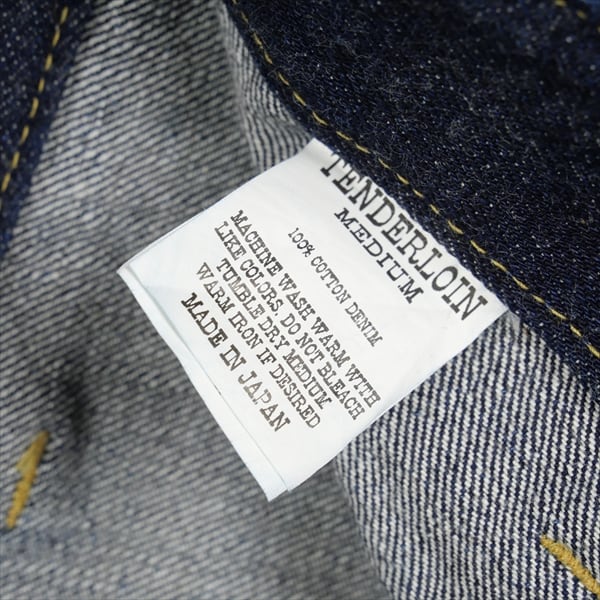 TENDERLOIN
MEDIUM
100% COTTON DENIM
MACHINE WASH WARM WITH
LIKE COLORS, DO NOT BLEACH
TUMBLE DRY MEDIUM
WARM IRON IF DESIRED
MADE IN JAPAN